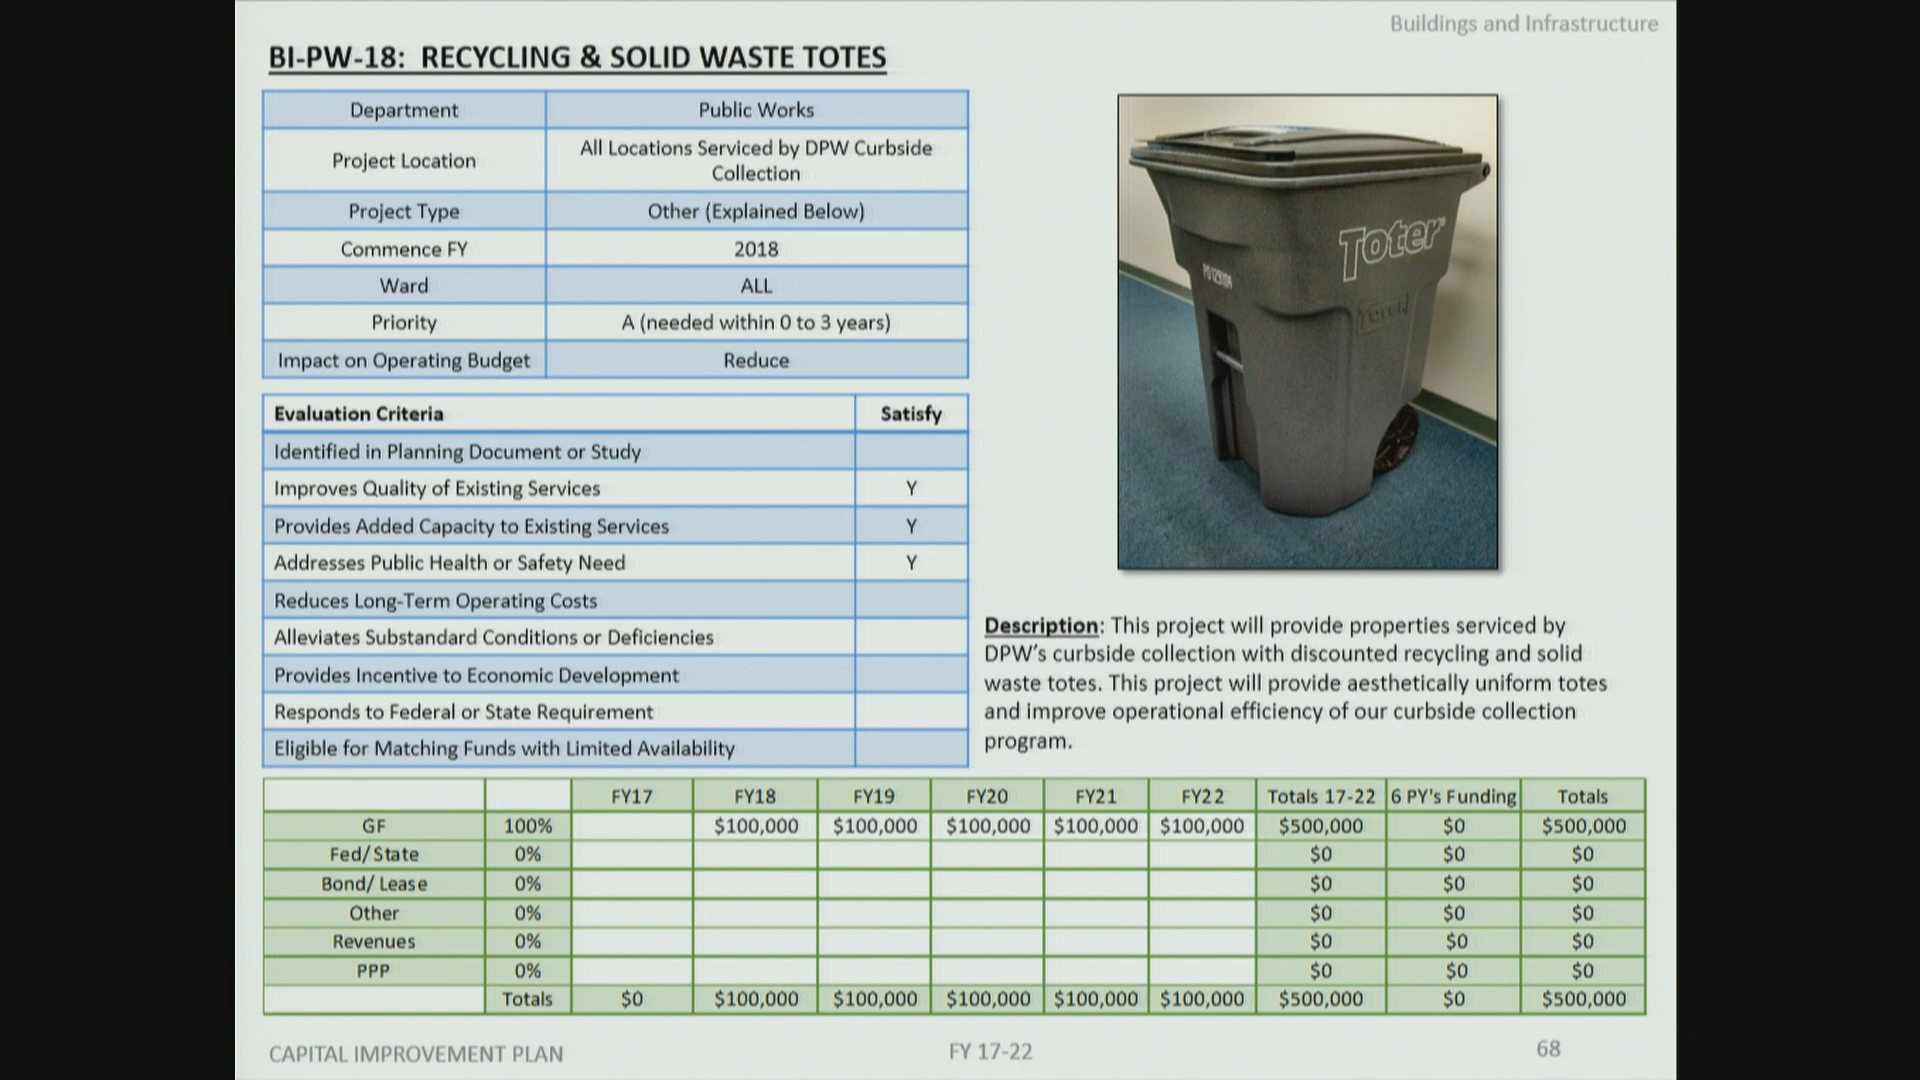 Buildings and Infrastructure
BI-PW-18: RECYCLING & SOLID WASTE TOTES
Department Public Works
Project Location All Locations Serviced by DPW Curbside
Collection
Project Type Other (Explained Below)
Commence FY 2018
Ward ALL
Priority A (needed within 0 to 3 years)
Impact on Operating Budget Reduce
Evaluation Criteria Satisfy
Identified in Planning Document or Study
Improves Quality of Existing Services Y
Provides Added Capacity to Existing Services Y
Addresses Public Health or Safety Need Y
Reduces Long-Term Operating Costs
Alleviates Substandard Conditions or Deficiencies
Provides Incentive to Economic Development
Responds to Federal or State Requirement
Eligible for Matching Funds with Limited Availability
Toter
Toter
Description: This project will provide properties serviced by
DPW's curbside collection with discounted recycling and solid
waste totes. This project will provide aesthetically uniform totes
and improve operational efficiency of our curbside collection
program.
FY17 FY18 FY19 FY20 FY21 FY22 Totals 17-22 6 PY's Funding Totals
GF 100% $100,000 $100,000 $100,000 $100,000 $100,000 $500,000 $0 $500,000
Fed/ State 0% $0 $0 $0
Bond/ Lease 0% $0 $0 $0
Other 0% $0 $0 $0
Revenues 0% $0 $0 $0
PPP 0% $0 $0 $0
Totals $0 $100,000 $100,000 $100,000 $100,000 $100,000 $500,000 $0 $500,000
CAPITAL IMPROVEMENT PLAN FY 17-22 68